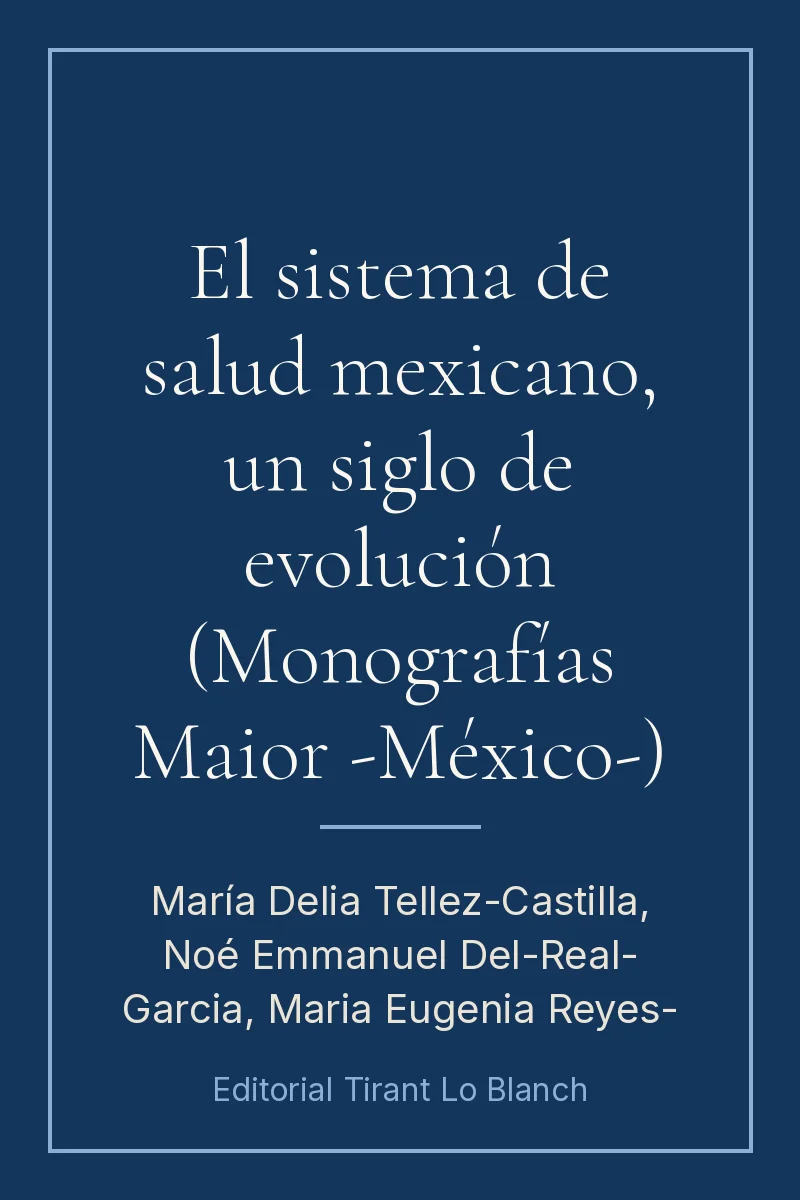 El sistema de
salud mexicano,
un siglo de
evolución
(Monografías
Maior -México-)
María Delia Tellez-Castilla,
Noé Emmanuel Del-Real-
Garcia, Maria Eugenia Reyes-
Editorial Tirant Lo Blanch